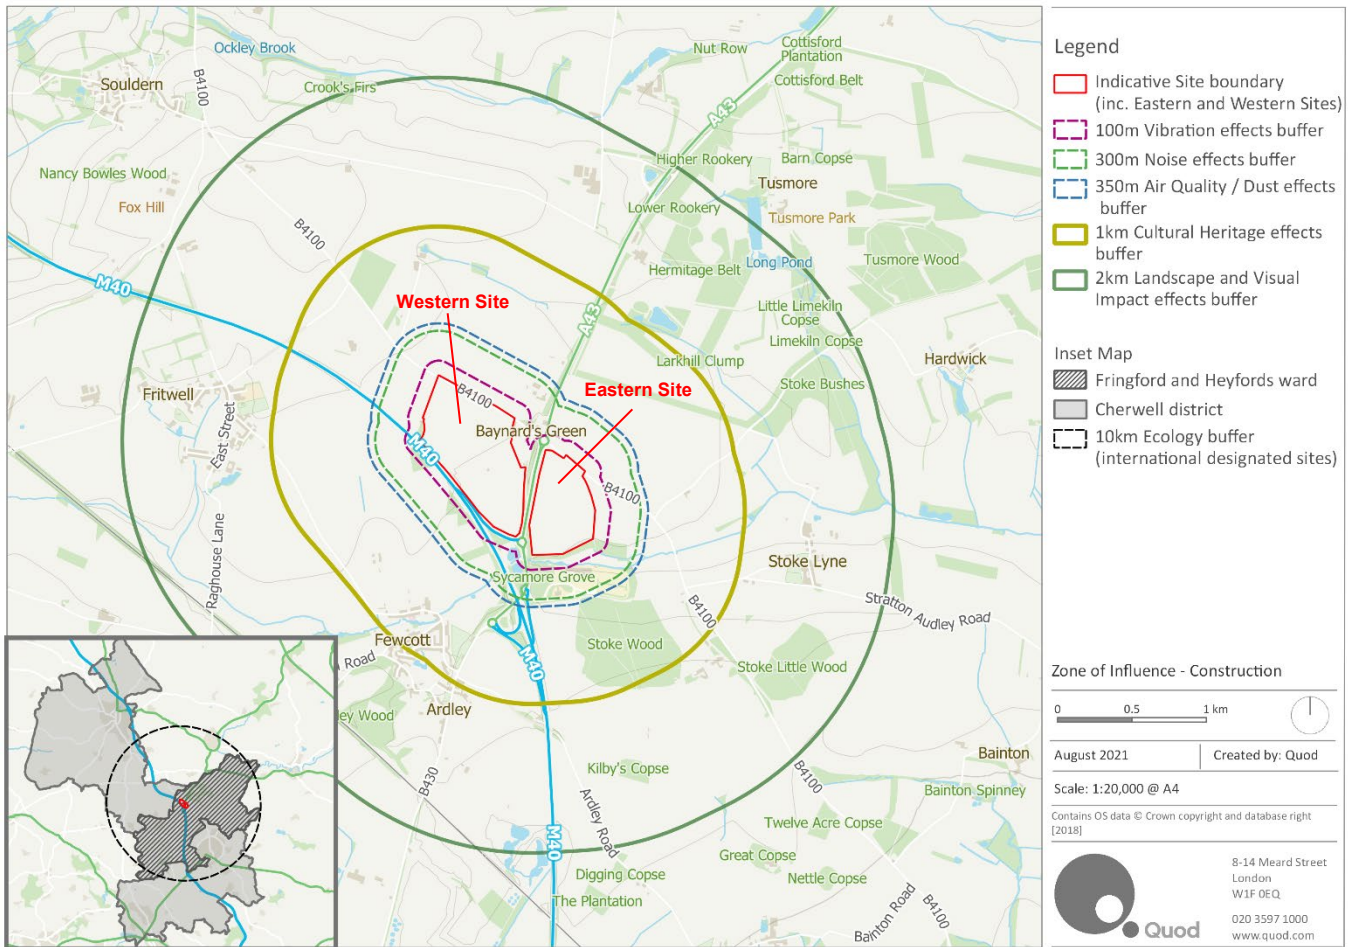 Ockley Brook
Nut Row
Cottisford
Plantation
Cottisford Belt
Souldern
B4100
Crook's Firs
A43
Nancy Bowles Wood
Fox Hill
Higher Rookery
Barn Copse
Tusmore
Lower Rookery
Tusmore Park
B4100
Hermitage Belt
Long Pond
Tusmore Wood
M40
Western Site
A43
Little Limekiln
Copse
Limekiln Copse
Larkhill Clump
Hardwick
Stoke Bushes
Eastern Site
Fritwell
East Street
B4100
Baynard's Green
M40
B4100
Raghouse Lane
Stoke Lyne
Sycamore Grove
Stratton Audley Road
B4100
Fewcott
Road
Stoke Wood
Stoke Little Wood
M40
ley Wood
Ardley
B430
Kilby's Copse
Ardley Road
B4100
Bainton
Bainton Spinney
M40
Twelve Acre Copse
Great Copse
Nettle Copse
Digging Copse
The Plantation
Bainton Road
B4100
Legend
Indicative Site boundary
(inc. Eastern and Western Sites)
100m Vibration effects buffer
300m Noise effects buffer
350m Air Quality / Dust effects
buffer
1km Cultural Heritage effects
buffer
2km Landscape and Visual
Impact effects buffer
Inset Map
Fringford and Heyfords ward
Cherwell district
10km Ecology buffer
(international designated sites)
Zone of Influence - Construction
0 0.5 1 km
August 2021 Created by: Quod
Scale: 1:20,000 @ A4
Contains OS data © Crown copyright and database right
[2018]
Quod
8-14 Meard Street
London
W1F 0EQ
020 3597 1000
www.quod.com